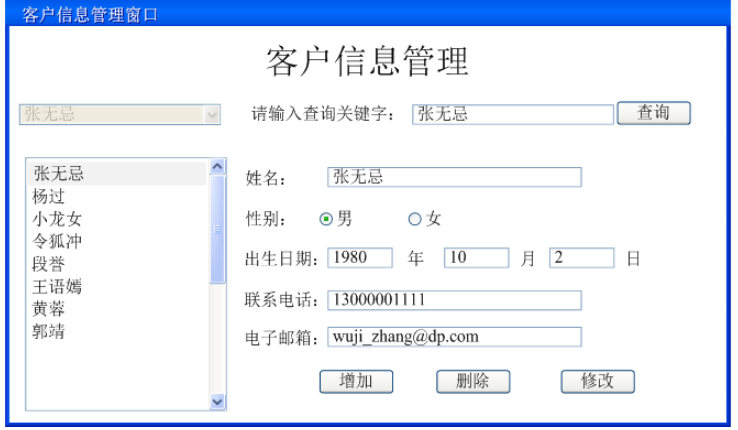 客户信息管理窗口
客户信息管理
张无忌 请输入查询关键字： 张无忌 查询
张无忌
杨过
小龙女
令狐冲
段誉
王语嫣
黄蓉
郭靖
姓名： 张无忌
性别： 男 女
出生日期： 1980 年 10 月 2 日
联系电话： 13000001111
电子邮箱： wuji_zhang@dp.com
增加 删除 修改